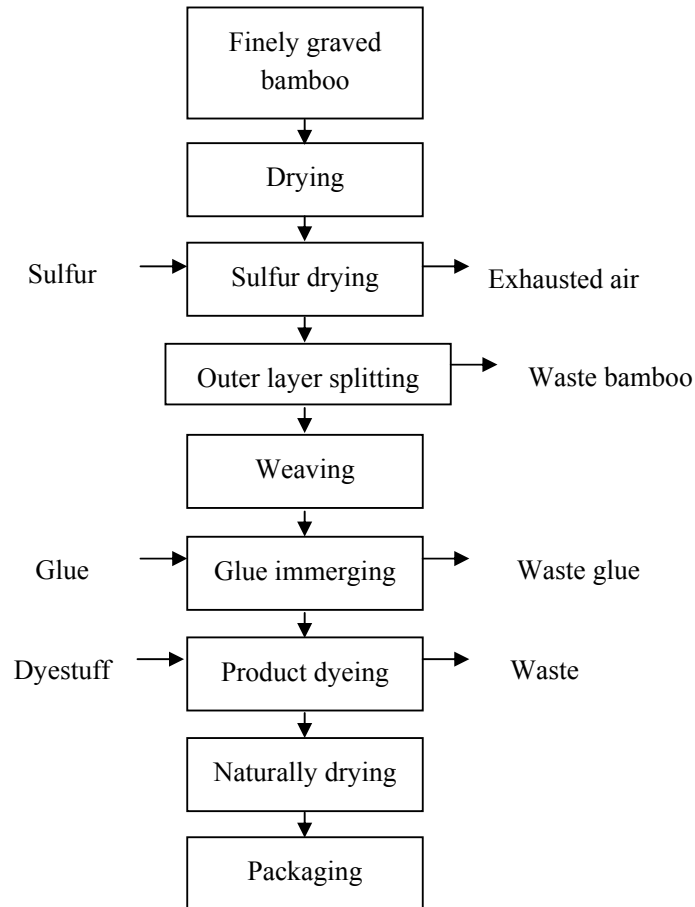 Finely graved
bamboo
Drying
Sulfur
Sulfur drying
Exhausted air
Outer layer splitting
Waste bamboo
Weaving
Glue
Glue immerging
Waste glue
Dyestuff
Product dyeing
Waste
Naturally drying
Packaging